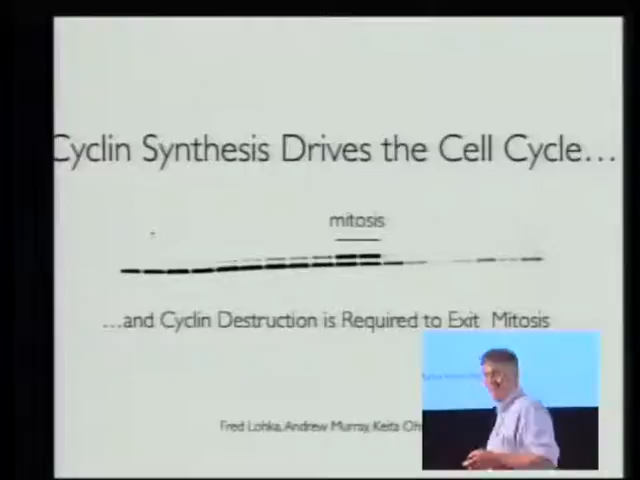 Cyclin Synthesis Drives the Cell Cycle...
mitosis
...and Cyclin Destruction is Required to Exit Mitosis
Fred Lohka, Andrew Murray, Keita